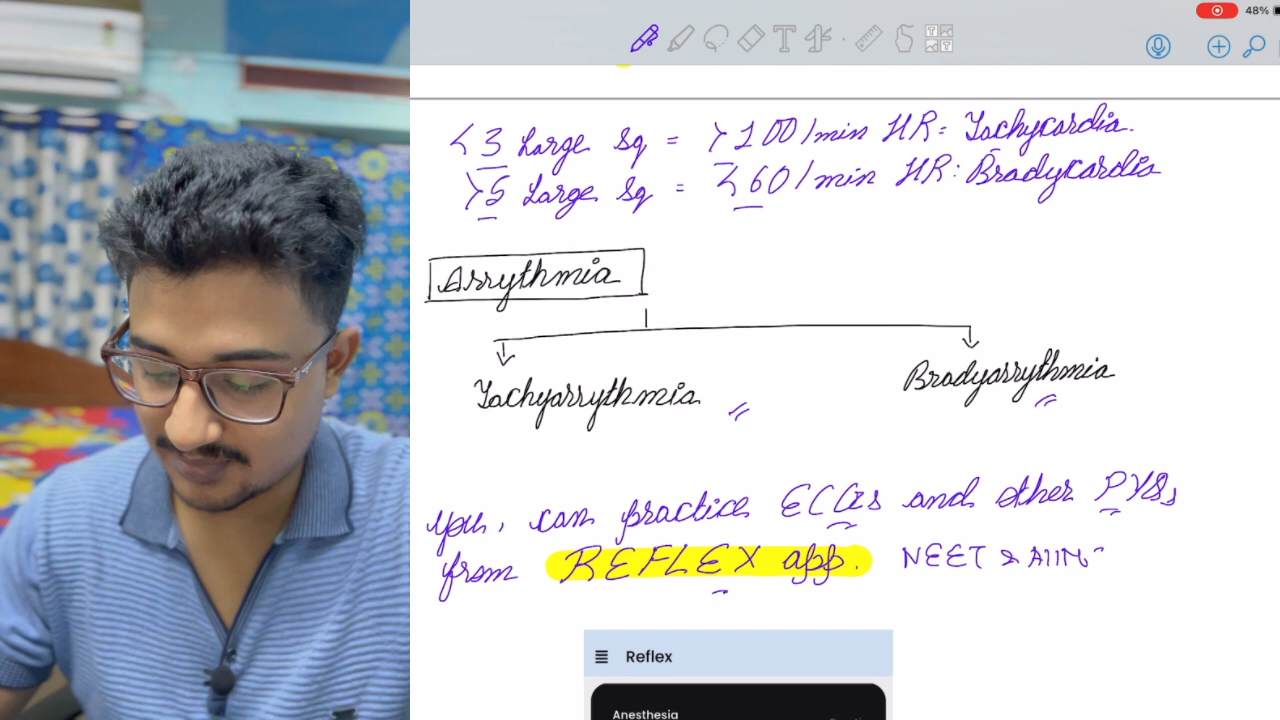 48%
< 3 Large Sq = > 100/min HR: Tachycardia.
> 5 Large Sq = < 60/min HR: Bradycardia
Arrythmia
Tachyarrythmia
Bradyarrythmia
you, can practice ECGs and other PYQs
from REFLEX app. NEET & AIIM
Reflex
Anesthesia